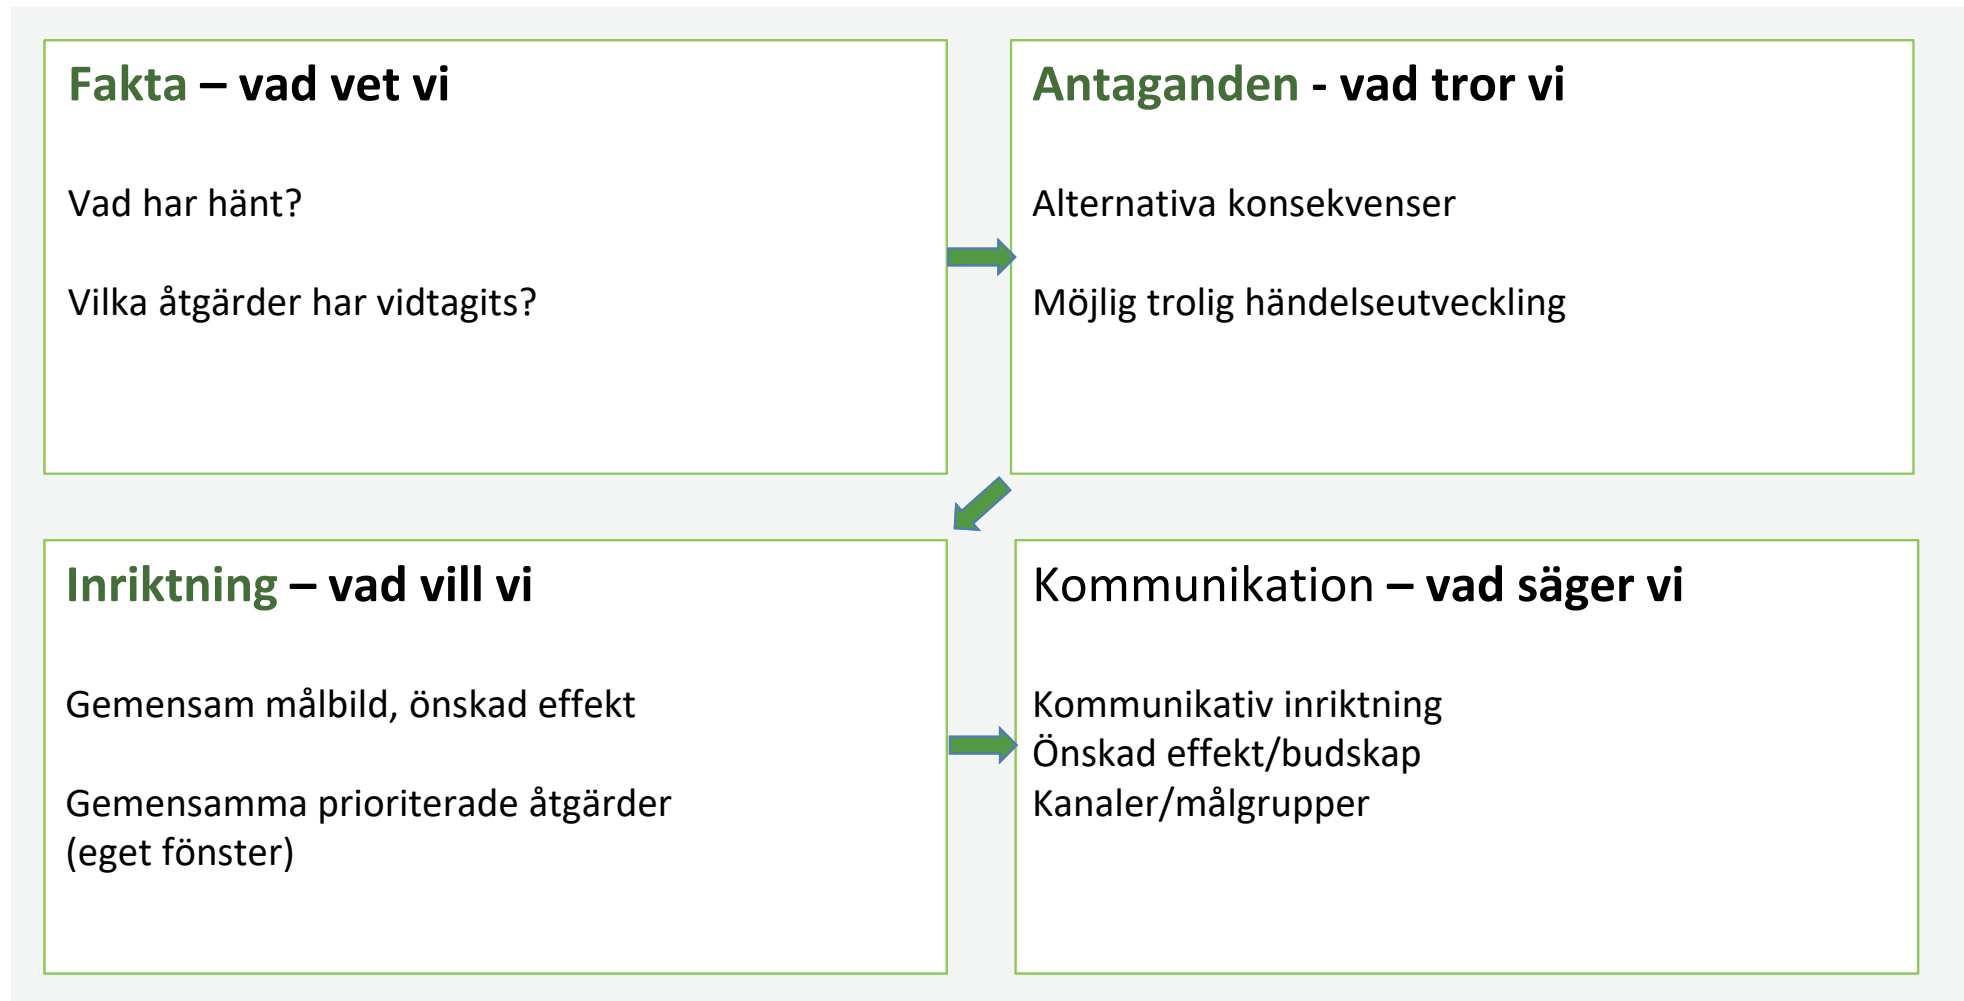 Fakta – vad vet vi
Vad har hänt?
Vilka åtgärder har vidtagits?
Antaganden - vad tror vi
Alternativa konsekvenser
Möjlig trolig händelseutveckling
Inriktning – vad vill vi
Gemensam målbild, önskad effekt
Gemensamma prioriterade åtgärder
(eget fönster)
Kommunikation – vad säger vi
Kommunikativ inriktning
Önskad effekt/budskap
Kanaler/målgrupper